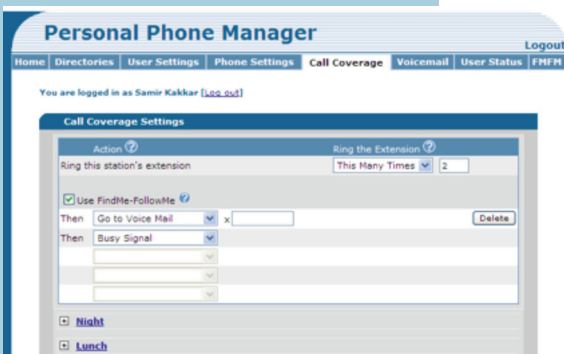 Personal Phone Manager
Logout
Home Directories User Settings Phone Settings Call Coverage Voicemail User Status FMFM
You are logged in as Samir Kakkar [Log out]
Call Coverage Settings
Action ? Ring the Extension ?
Ring this station's extension This Many Times 2
Use FindMe-FollowMe ?
Then Go to Voice Mail x Delete
Then Busy Signal
+ Night
+ Lunch